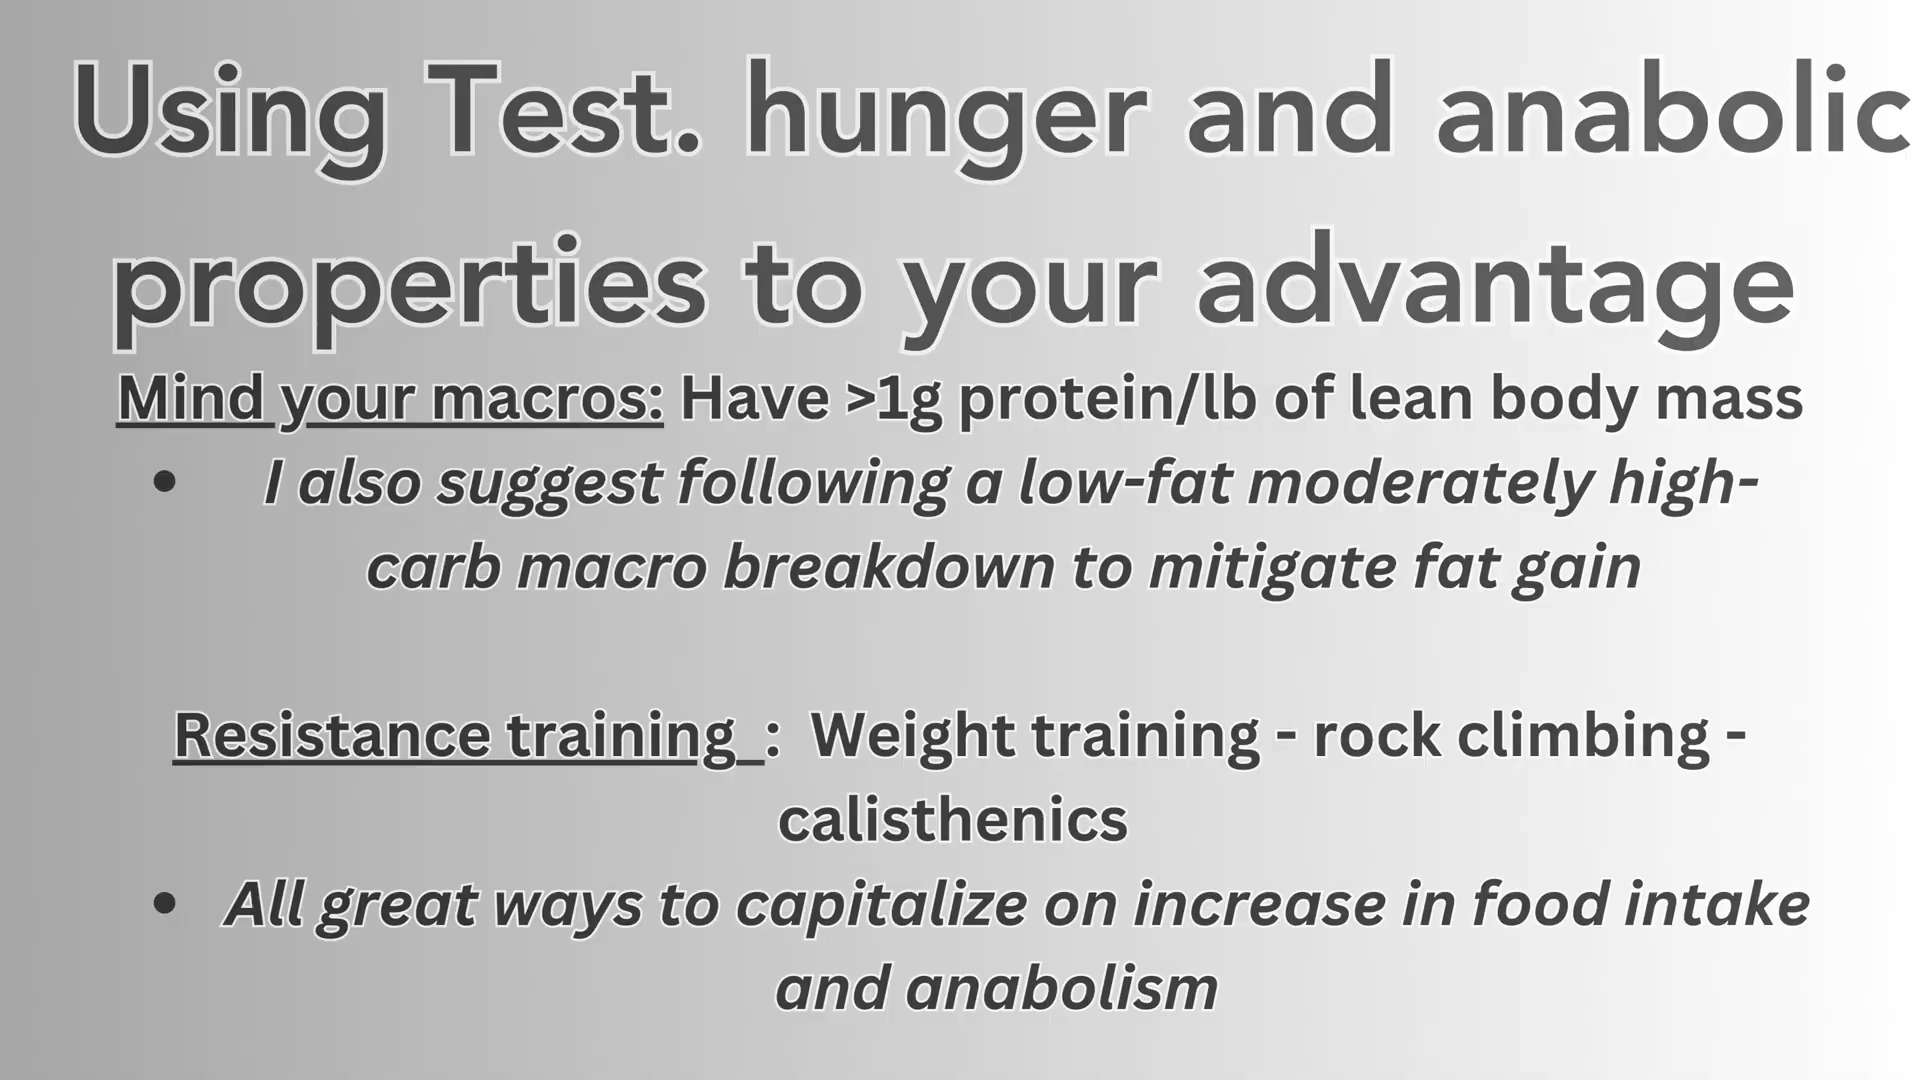 Using Test. hunger and anabolic
properties to your advantage
Mind your macros: Have >1g protein/lb of lean body mass
• I also suggest following a low-fat moderately high-
carb macro breakdown to mitigate fat gain
Resistance training : Weight training - rock climbing -
calisthenics
• All great ways to capitalize on increase in food intake
and anabolism